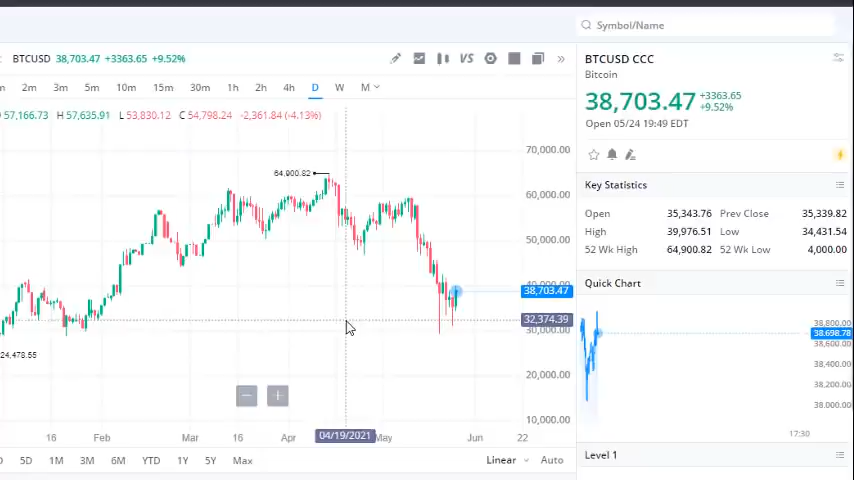 Symbol/Name
BTCUSD 38,703.47 +3363.65 +9.52%
VS
2m 3m 5m 10m 15m 30m 1h 2h 4h D W M
57,166.73 H 57,635.91 L 53,830.12 C 54,798.24 -2,361.84 (-4.13%)
64,900.82
70,000.00
60,000.00
50,000.00
40,000.00
38,703.47
32,374.39
30,000.00
24,478.55
20,000.00
10,000.00
16 Feb Mar 16 Apr 04/19/2021 May Jun 22
5D 1M 3M 6M YTD 1Y 5Y Max Linear Auto
BTCUSD CCC
Bitcoin
38,703.47 +3363.65
+9.52%
Open 05/24 19:49 EDT
Key Statistics
Open 35,343.76 Prev Close 35,339.82
High 39,976.51 Low 34,431.54
52 Wk High 64,900.82 52 Wk Low 4,000.00
Quick Chart
38,800.00
38,698.78
38,600.00
38,400.00
38,200.00
38,000.00
17:30
Level 1